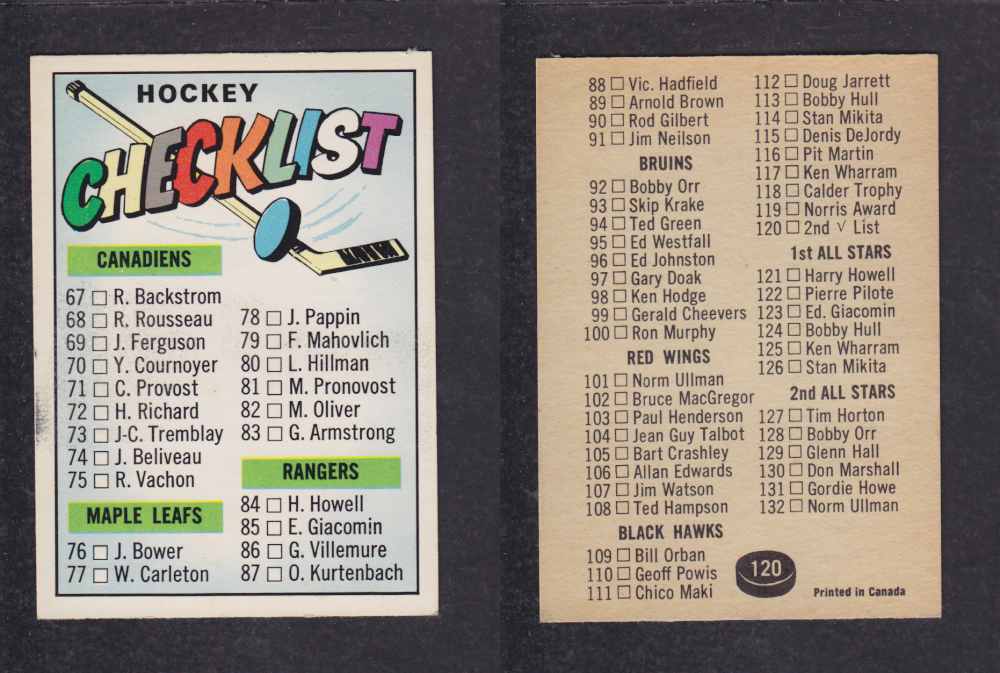 HOCKEY
CHECKLIST
CANADIENS
67 R. Backstrom
68 R. Rousseau
69 J. Ferguson
70 Y. Cournoyer
71 C. Provost
72 H. Richard
73 J-C. Tremblay
74 J. Beliveau
75 R. Vachon
MAPLE LEAFS
76 J. Bower
77 W. Carleton
78 J. Pappin
79 F. Mahovlich
80 L. Hillman
81 M. Pronovost
82 M. Oliver
83 G. Armstrong
RANGERS
84 H. Howell
85 E. Giacomin
86 G. Villemure
87 O. Kurtenbach
88 Vic. Hadfield
89 Arnold Brown
90 Rod Gilbert
91 Jim Neilson
BRUINS
92 Bobby Orr
93 Skip Krake
94 Ted Green
95 Ed Westfall
96 Ed Johnston
97 Gary Doak
98 Ken Hodge
99 Gerald Cheevers
100 Ron Murphy
RED WINGS
101 Norm Ullman
102 Bruce MacGregor
103 Paul Henderson
104 Jean Guy Talbot
105 Bart Crashley
106 Allan Edwards
107 Jim Watson
108 Ted Hampson
BLACK HAWKS
109 Bill Orban
110 Geoff Powis
111 Chico Maki
112 Doug Jarrett
113 Bobby Hull
114 Stan Mikita
115 Denis DeJordy
116 Pit Martin
117 Ken Wharram
118 Calder Trophy
119 Norris Award
120 2nd √ List
1st ALL STARS
121 Harry Howell
122 Pierre Pilote
123 Ed. Giacomin
124 Bobby Hull
125 Ken Wharram
126 Stan Mikita
2nd ALL STARS
127 Tim Horton
128 Bobby Orr
129 Glenn Hall
130 Don Marshall
131 Gordie Howe
132 Norm Ullman
120
Printed in Canada